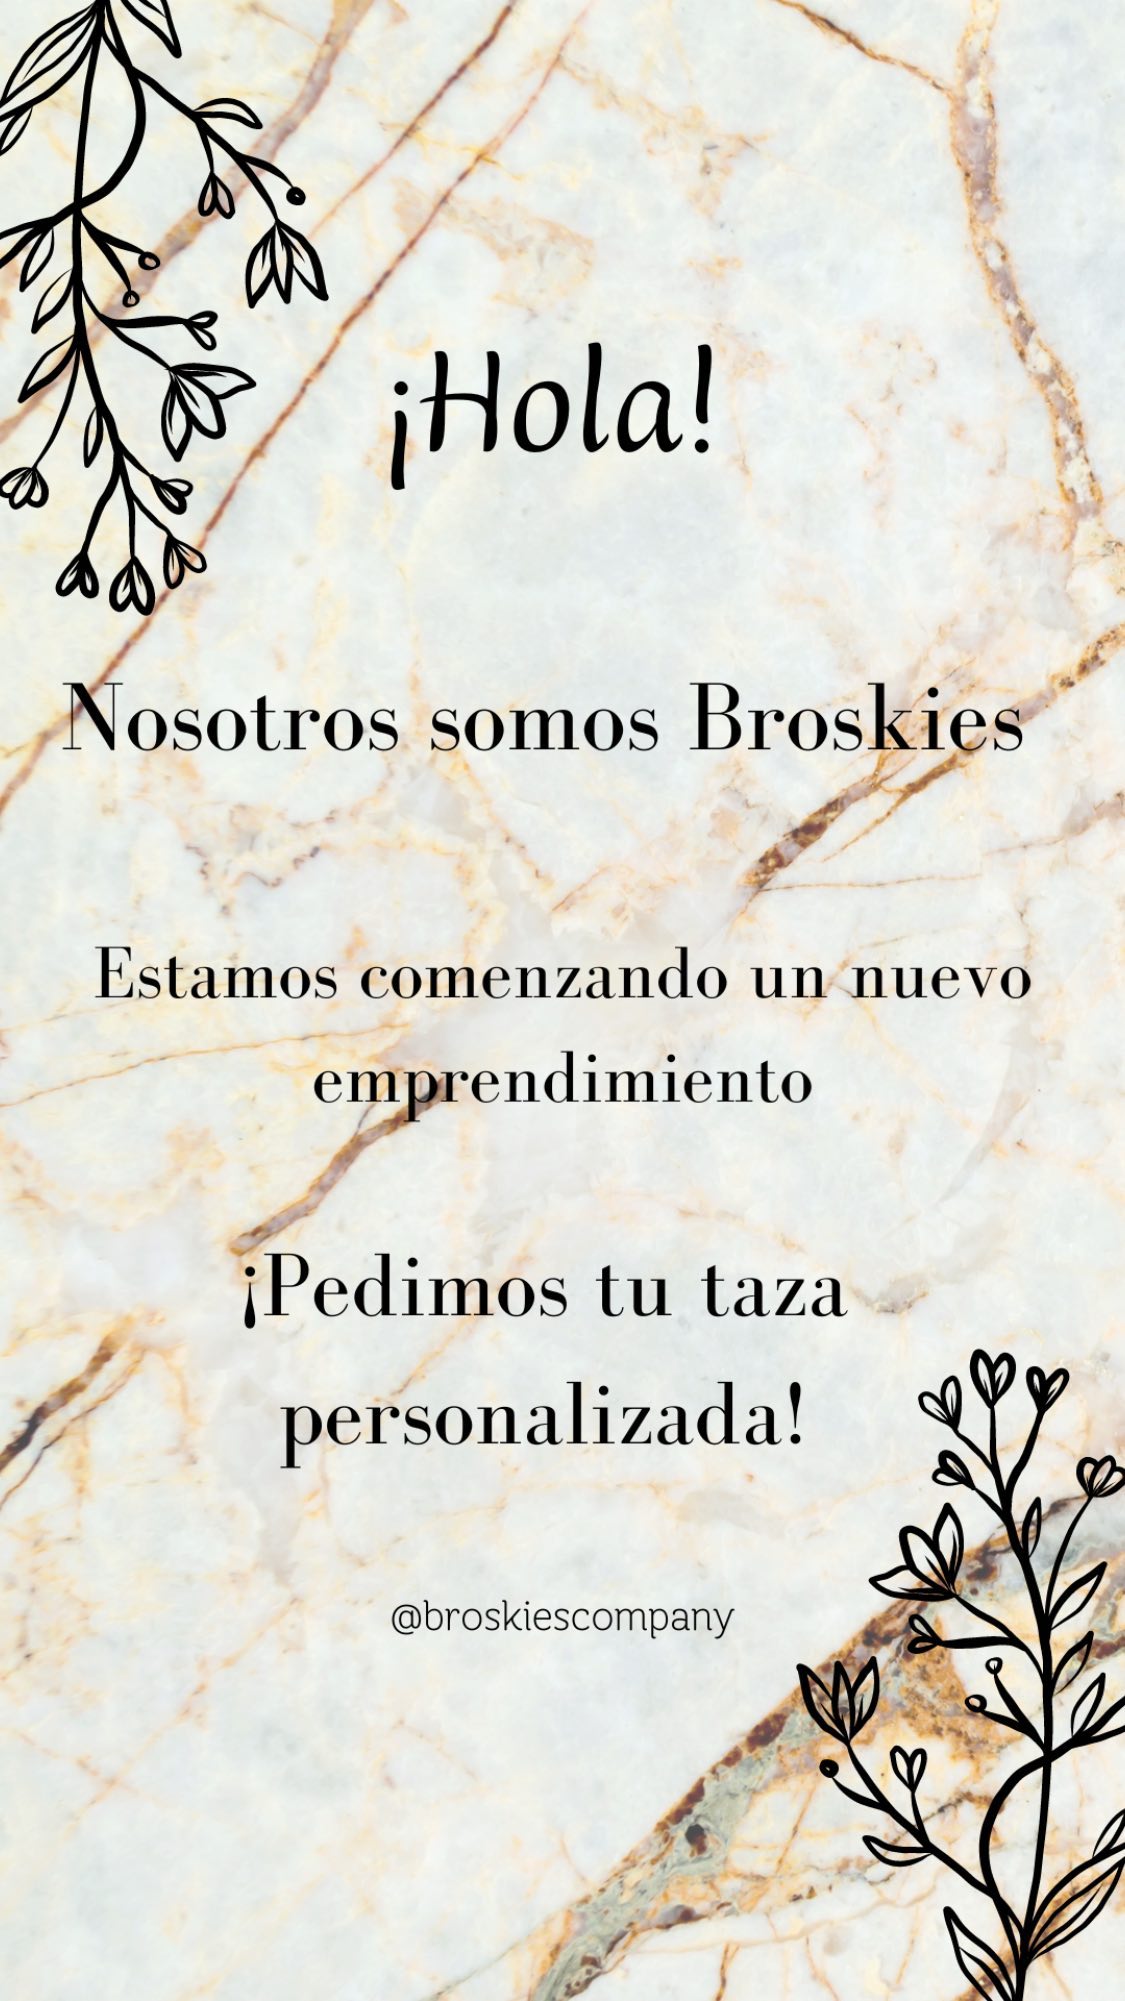 ¡Hola!
Nosotros somos Broskies
Estamos comenzando un nuevo
emprendimiento
¡Pedimos tu taza
personalizada!
@broskiescompany